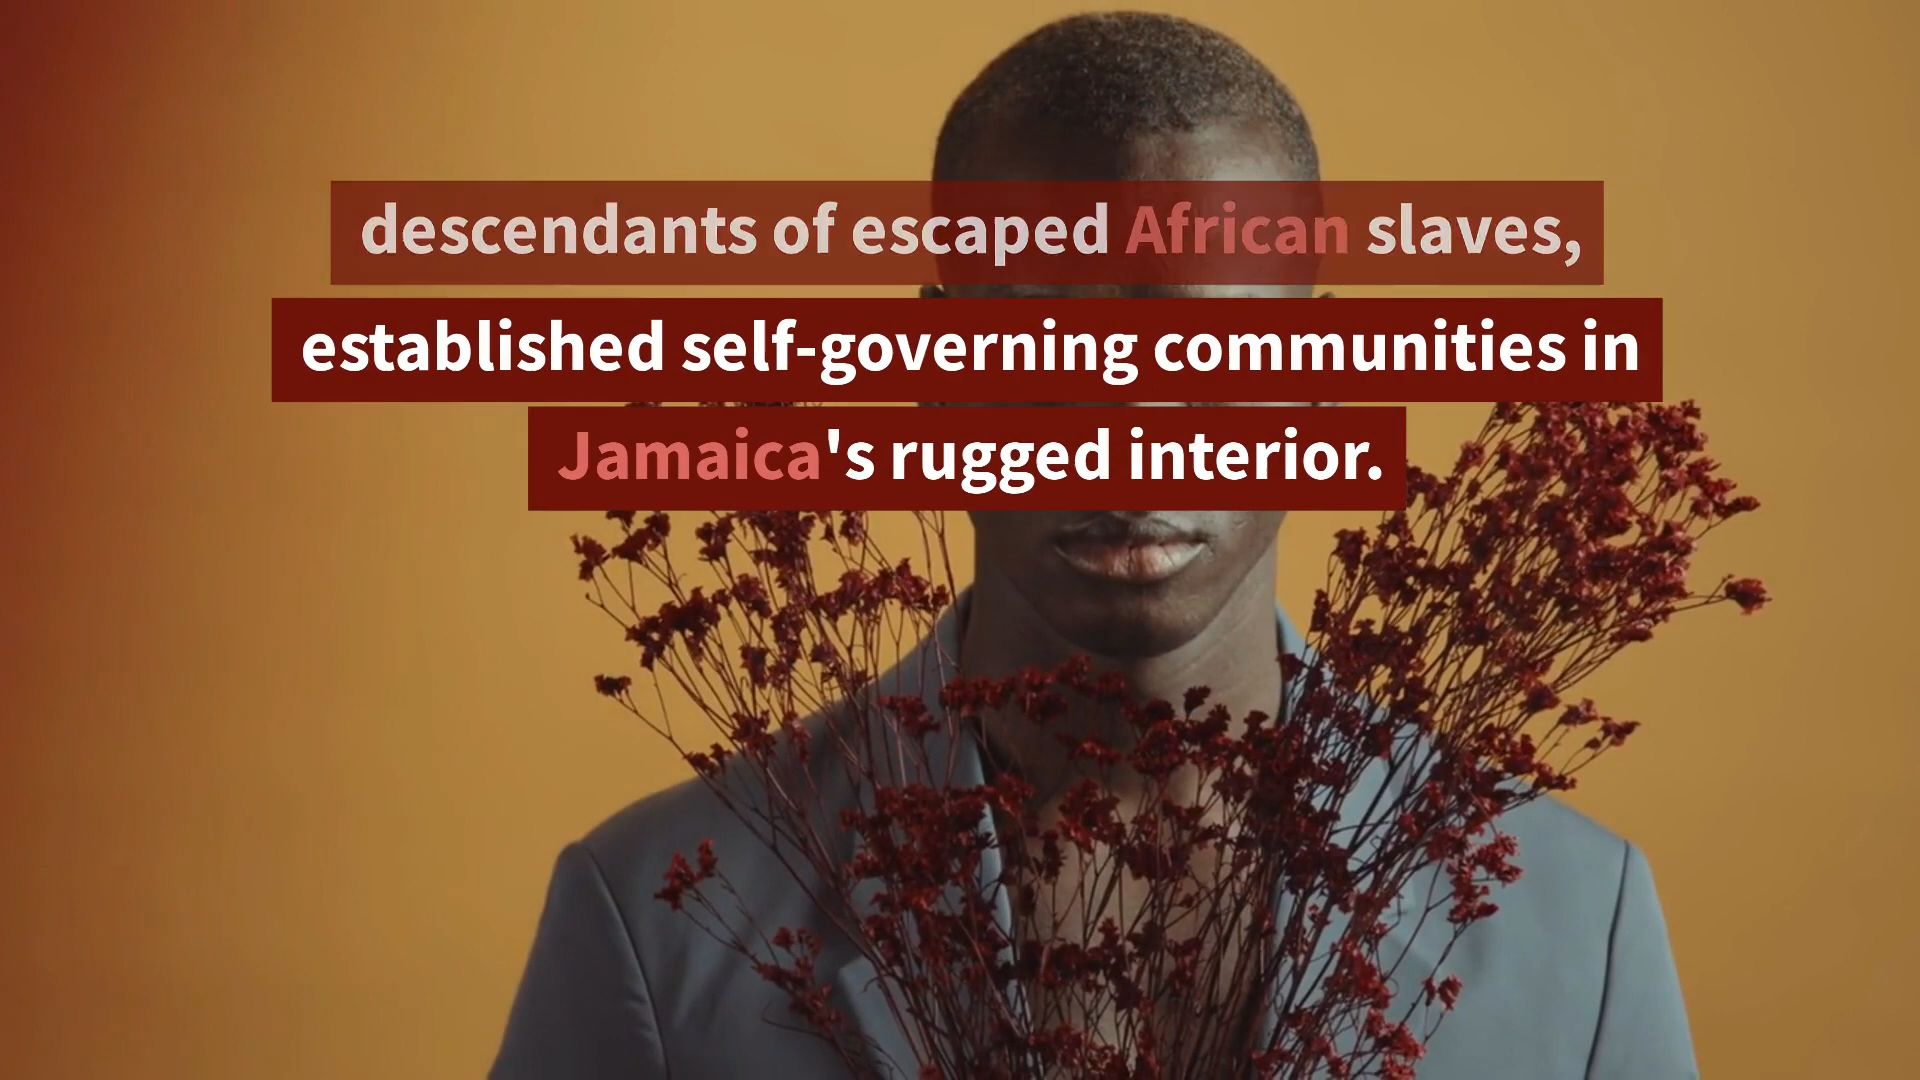 descendants of escaped African slaves,
established self-governing communities in
Jamaica's rugged interior.